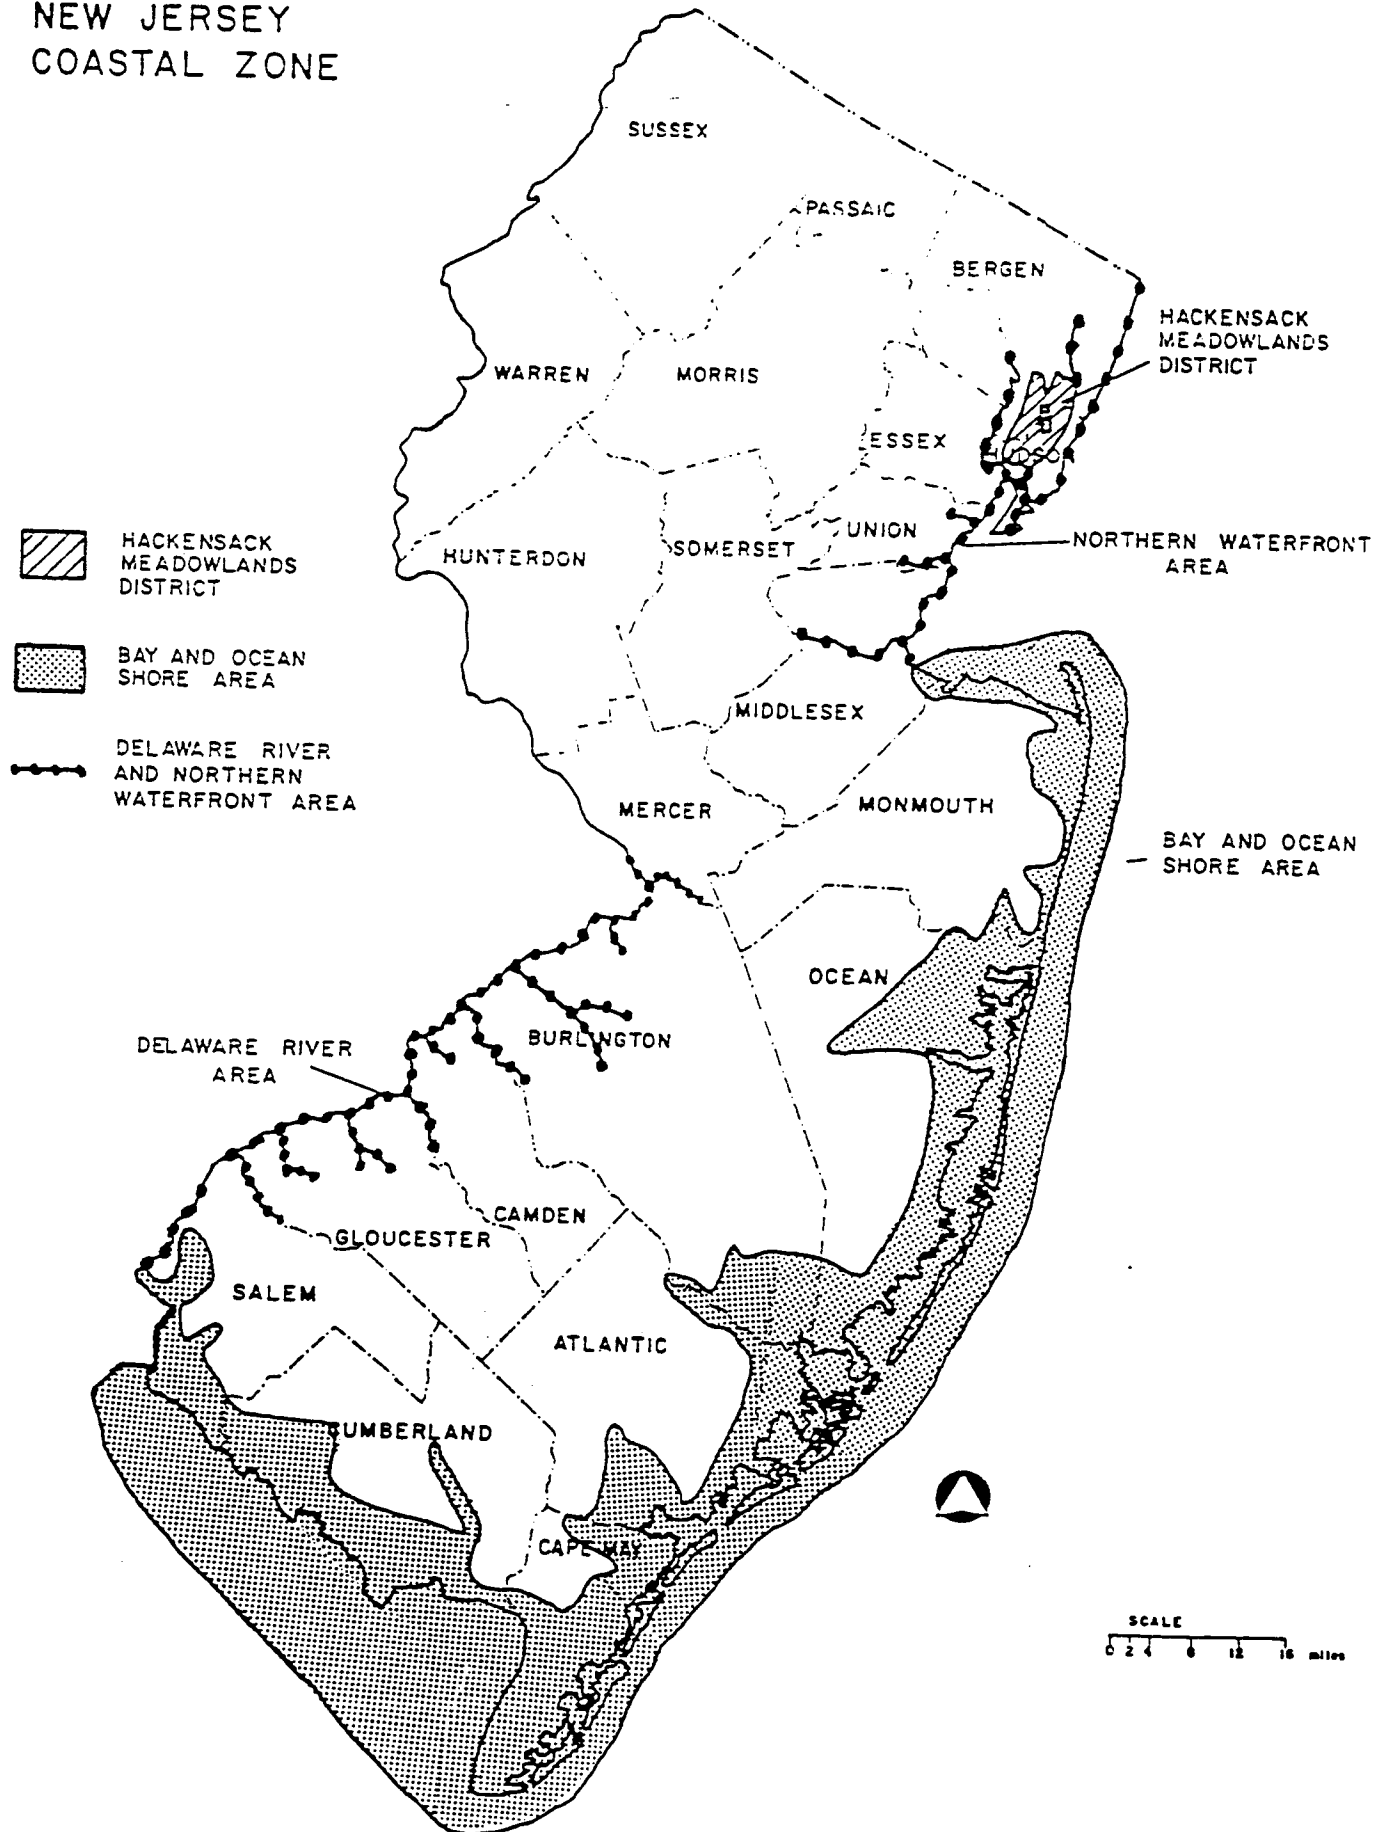 NEW JERSEY
COASTAL ZONE
SUSSEX
PASSAIC
BERGEN
HACKENSACK
MEADOWLANDS
DISTRICT
WARREN
MORRIS
ESSEX
HUDSON
UNION
NORTHERN WATERFRONT
AREA
HUNTERDON
SOMERSET
HACKENSACK
MEADOWLANDS
DISTRICT
BAY AND OCEAN
SHORE AREA
DELAWARE RIVER
AND NORTHERN
WATERFRONT AREA
MIDDLESEX
MERCER
MONMOUTH
BAY AND OCEAN
SHORE AREA
OCEAN
BURLINGTON
DELAWARE RIVER
AREA
CAMDEN
GLOUCESTER
SALEM
ATLANTIC
CUMBERLAND
CAPE MAY
SCALE
0 2 4 8 12 16 miles